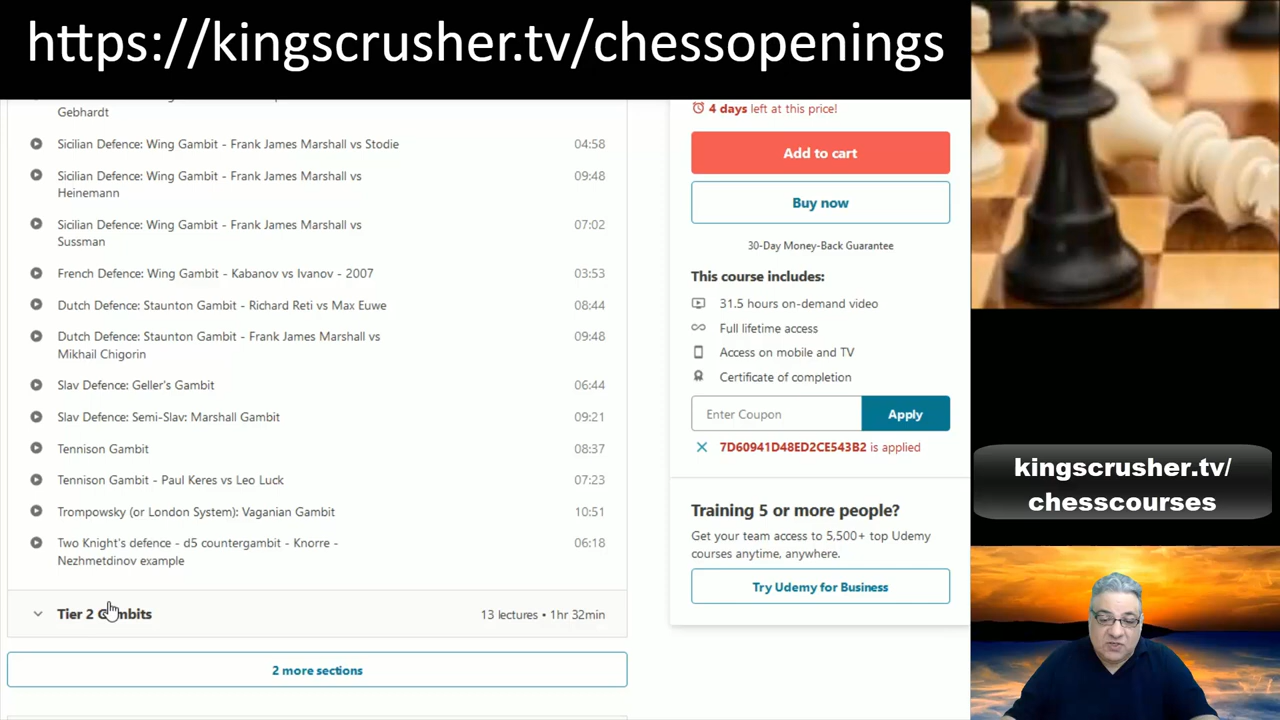 https://kingscrusher.tv/chessopenings
Gebhardt
Sicilian Defence: Wing Gambit - Frank James Marshall vs Stodie 04:58
Sicilian Defence: Wing Gambit - Frank James Marshall vs 09:48
Heinemann
Sicilian Defence: Wing Gambit - Frank James Marshall vs 07:02
Sussman
French Defence: Wing Gambit - Kabanov vs Ivanov - 2007 03:53
Dutch Defence: Staunton Gambit - Richard Reti vs Max Euwe 08:44
Dutch Defence: Staunton Gambit - Frank James Marshall vs 09:48
Mikhail Chigorin
Slav Defence: Geller's Gambit 06:44
Slav Defence: Semi-Slav: Marshall Gambit 09:21
Tennison Gambit 08:37
Tennison Gambit - Paul Keres vs Leo Luck 07:23
Trompowsky (or London System): Vaganian Gambit 10:51
Two Knight's defence - d5 countergambit - Knorre - 06:18
Nezhmetdinov example
Tier 2 Gambits 13 lectures • 1hr 32min
2 more sections
4 days left at this price!
Add to cart
Buy now
30-Day Money-Back Guarantee
This course includes:
31.5 hours on-demand video
Full lifetime access
Access on mobile and TV
Certificate of completion
Enter Coupon Apply
7D60941D48ED2CE543B2 is applied
Training 5 or more people?
Get your team access to 5,500+ top Udemy
courses anytime, anywhere.
Try Udemy for Business
kingscrusher.tv/
chesscourses